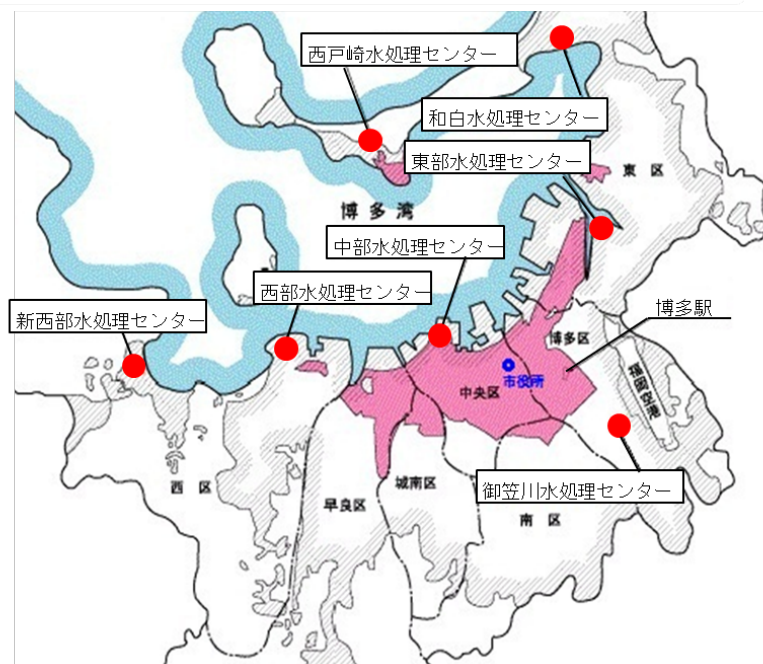 西戸崎水処理センター
和白水処理センター
東部水処理センター
東 区
博 多 湾
中部水処理センター
西部水処理センター
新西部水処理センター
博多駅
博多区
福岡空港
市役所
中央区
御笠川水処理センター
西 区
城南区
早良区
南 区